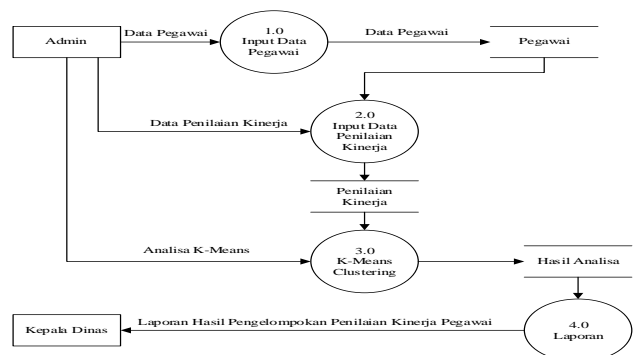 Admin
Data Pegawai
1.0
Input Data
Pegawai
Data Pegawai
Pegawai
Data Penilaian Kinerja
2.0
Input Data
Penilaian
Kinerja
Penilaian
Kinerja
Analisa K-Means
3.0
K-Means
Clustering
Hasil Analisa
Kepala Dinas
Laporan Hasil Pengelompokan Penilaian Kinerja Pegawai
4.0
Laporan